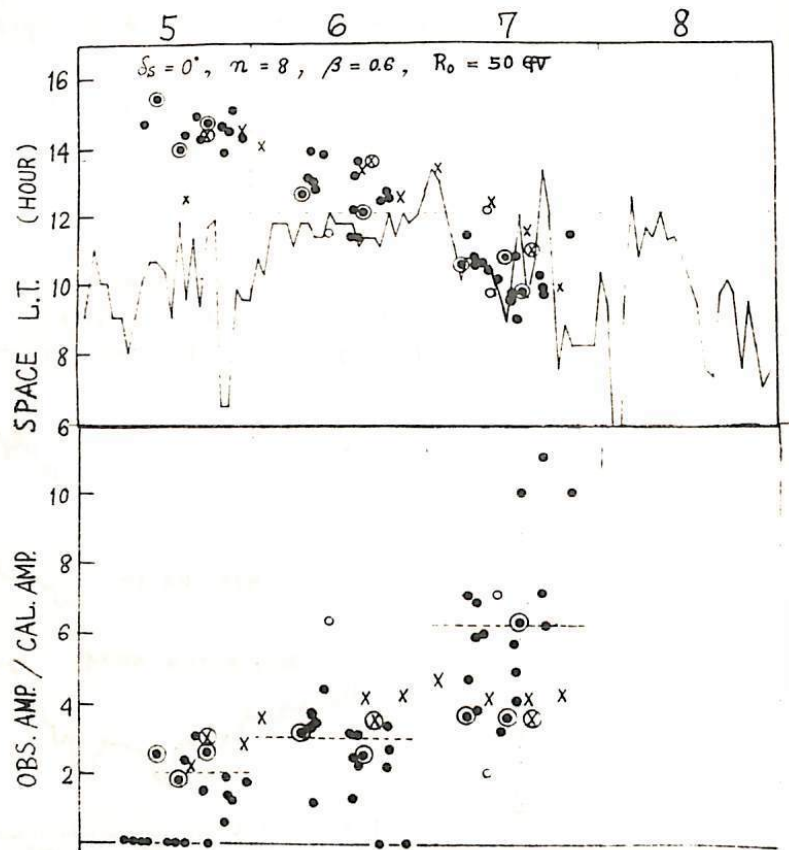 5 6 7 8
δs = 0°, n = 8, β = 0.6, R₀ = 50 GV
SPACE L.T. (HOUR)
16
14
12
10
8
6
OBS. AMP. / CAL. AMP.
10
8
6
4
2